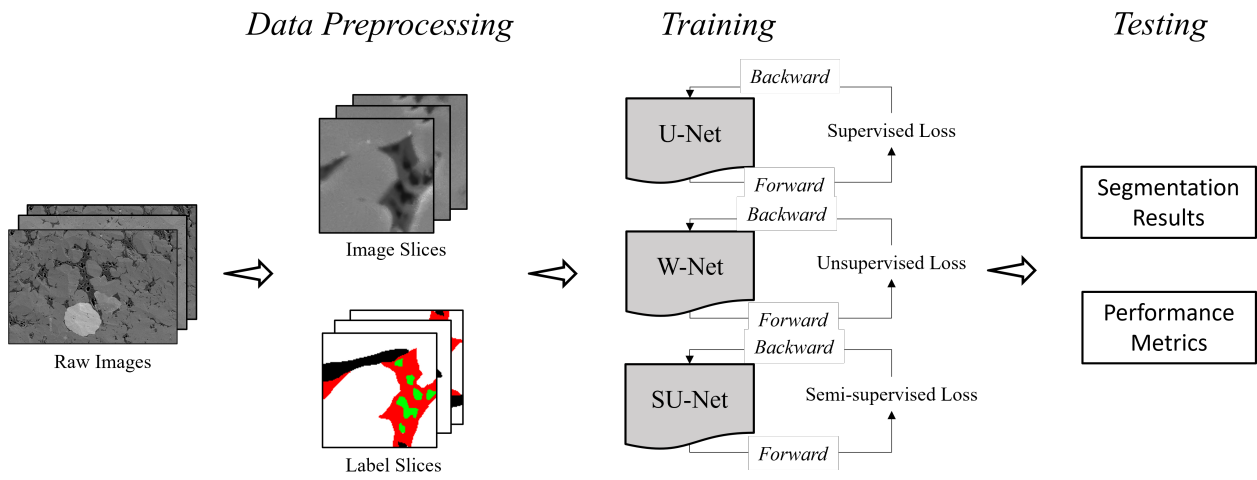 Data Preprocessing
Training
Testing
Raw Images
Image Slices
Label Slices
Backward
U-Net
Supervised Loss
Forward
Backward
W-Net
Unsupervised Loss
Forward
Backward
SU-Net
Semi-supervised Loss
Forward
Segmentation
Results
Performance
Metrics